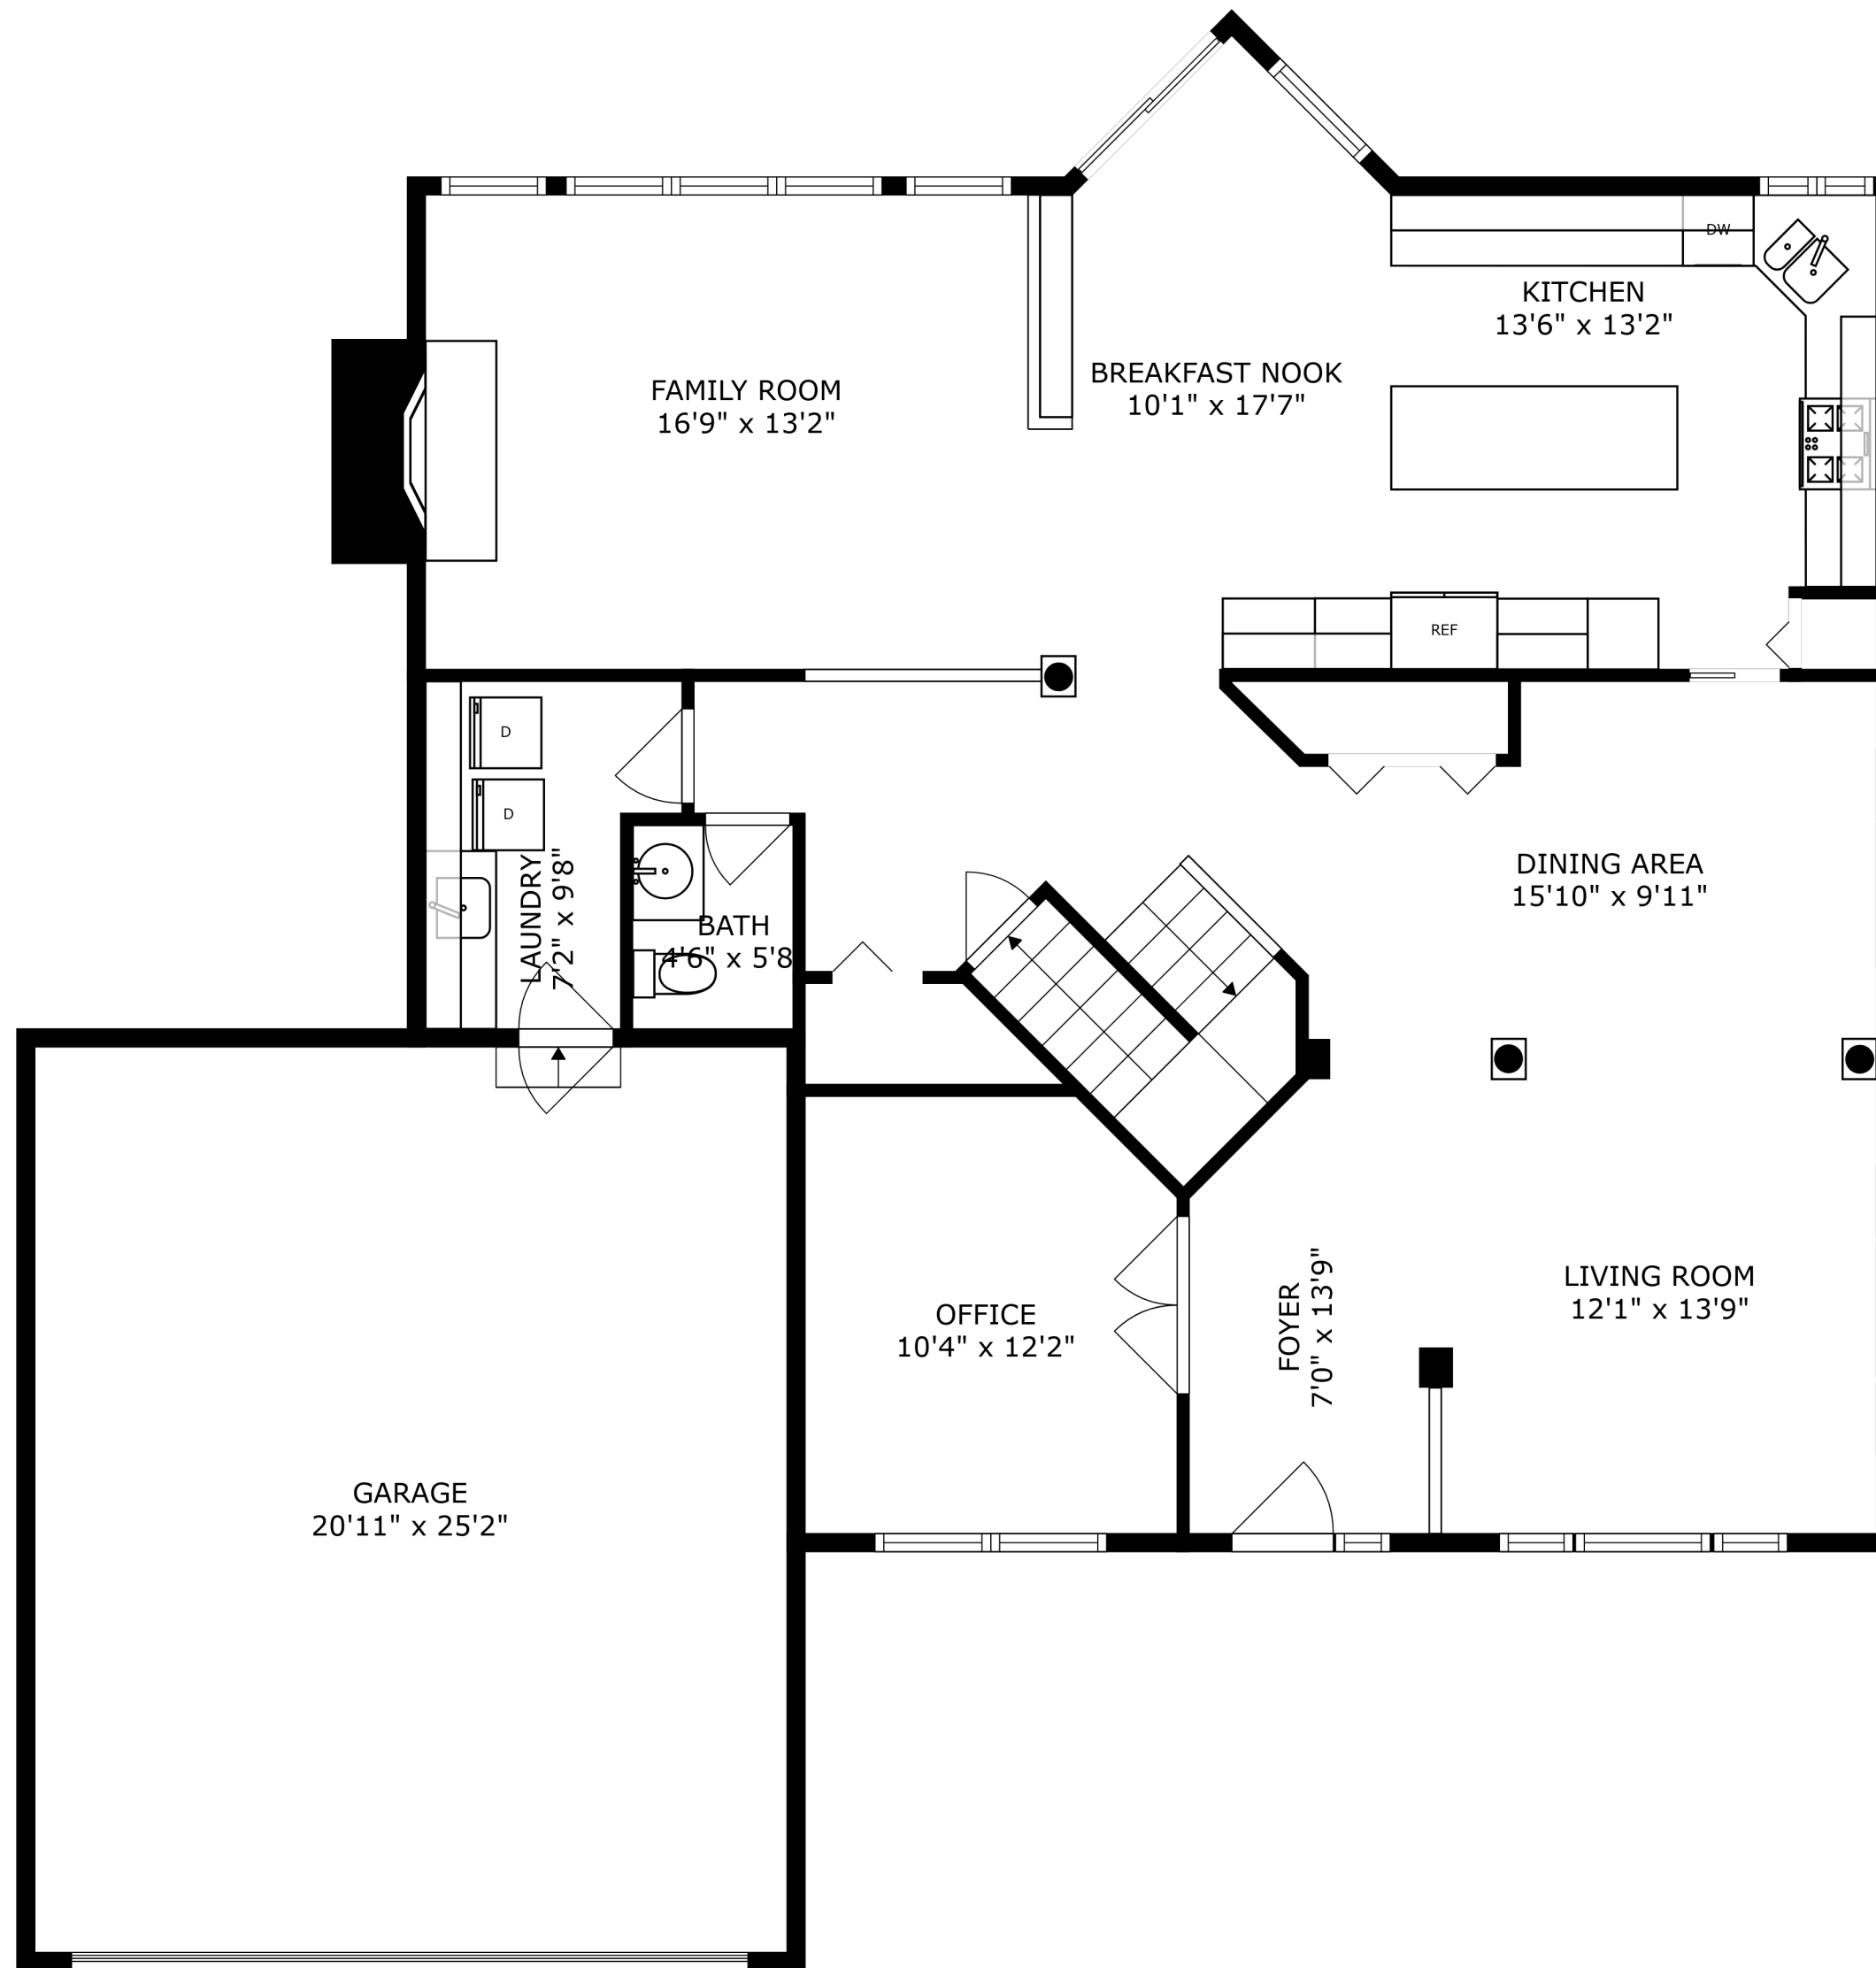 DW
KITCHEN
13'6" x 13'2"
BREAKFAST NOOK
10'1" x 17'7"
FAMILY ROOM
16'9" x 13'2"
REF
D
D
LAUNDRY
7'2" x 9'8"
BATH
4'6" x 5'8
DINING AREA
15'10" x 9'11"
LIVING ROOM
12'1" x 13'9"
FOYER
7'0" x 13'9"
OFFICE
10'4" x 12'2"
GARAGE
20'11" x 25'2"